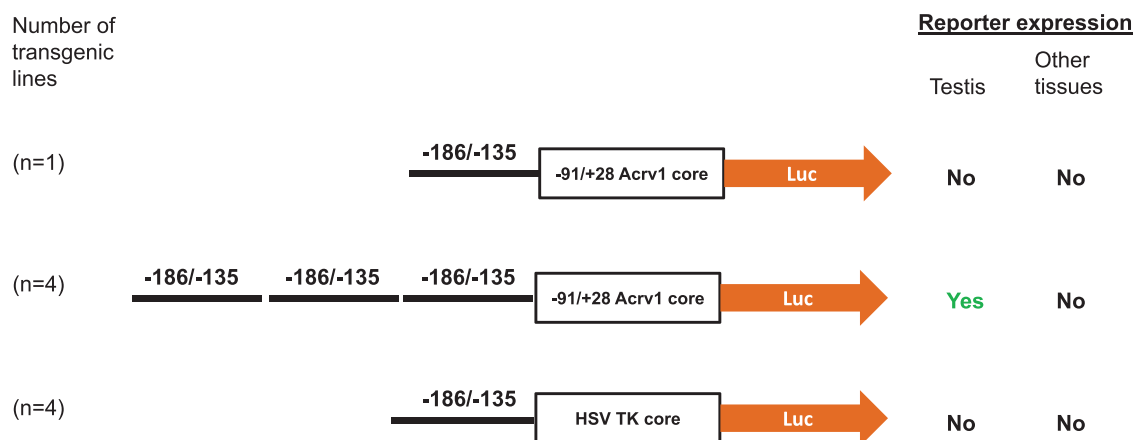 Number of
transgenic
lines
Reporter expression
Testis
Other
tissues
(n=1)
-186/-135
-91/+28 Acrv1 core
Luc
No
No
(n=4)
-186/-135
-186/-135
-186/-135
-91/+28 Acrv1 core
Luc
Yes
No
(n=4)
-186/-135
HSV TK core
Luc
No
No